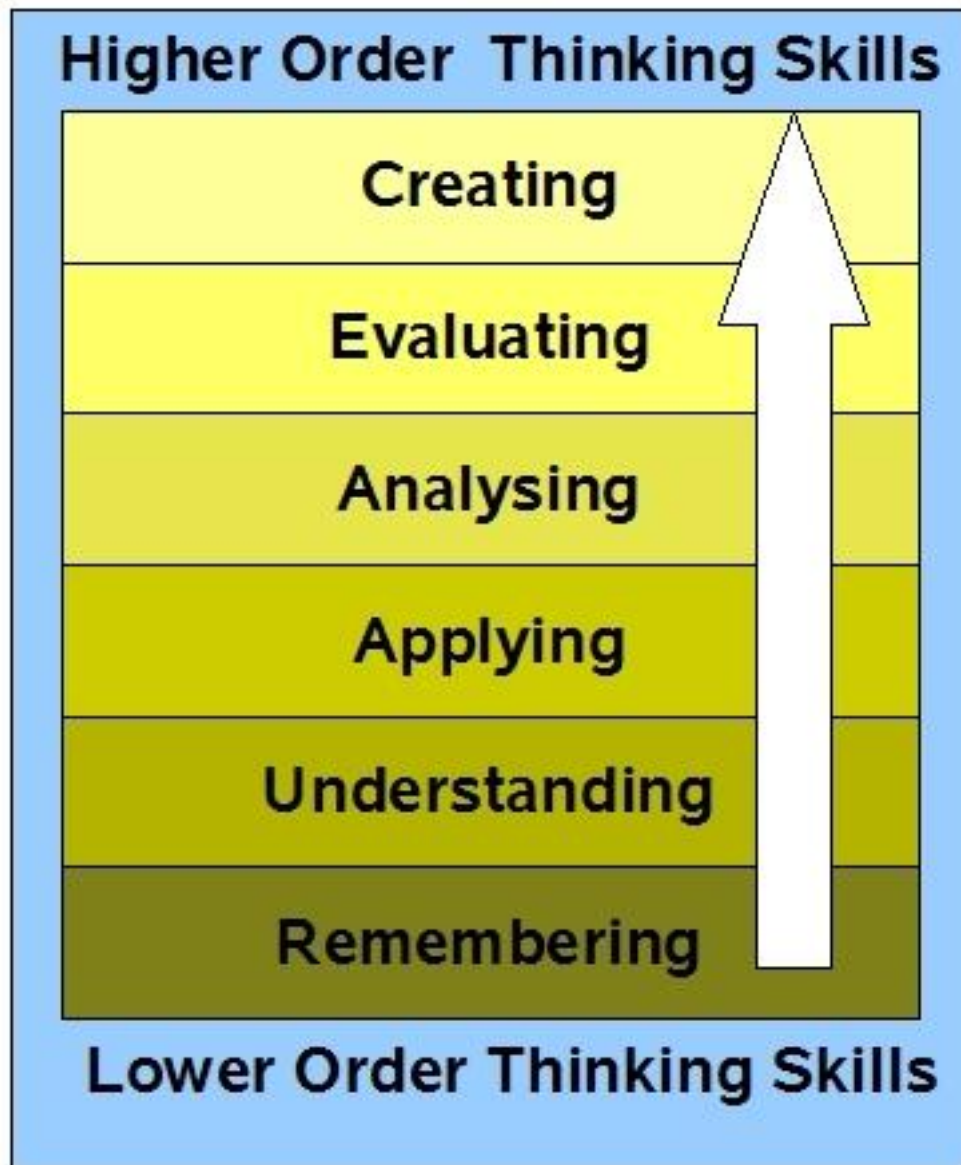 Higher Order Thinking Skills
Creating
Evaluating
Analysing
Applying
Understanding
Remembering
Lower Order Thinking Skills